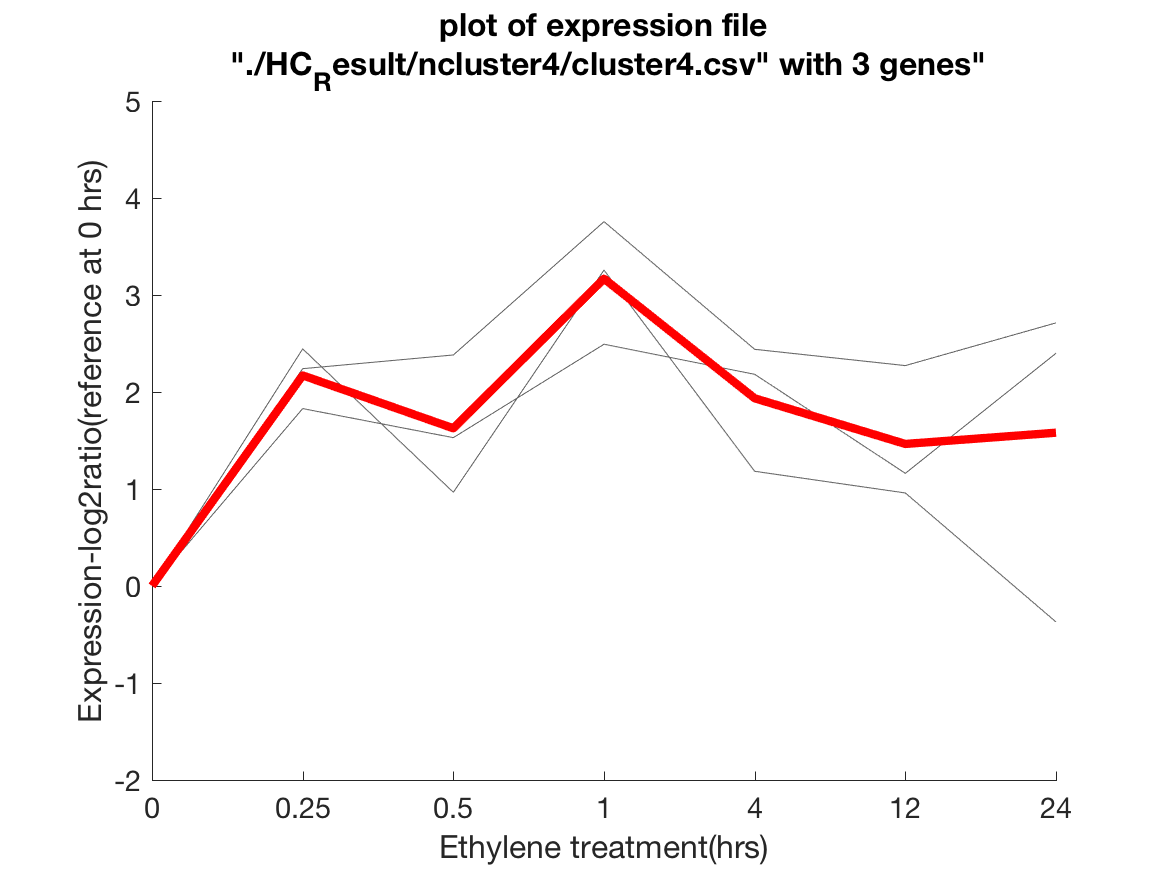 plot of expression file
"./HC_Result/ncluster4/cluster4.csv" with 3 genes"
5
4
3
2
1
0
-1
-2
Expression-log2ratio(reference at 0 hrs)
0 0.25 0.5 1 4 12 24
Ethylene treatment(hrs)